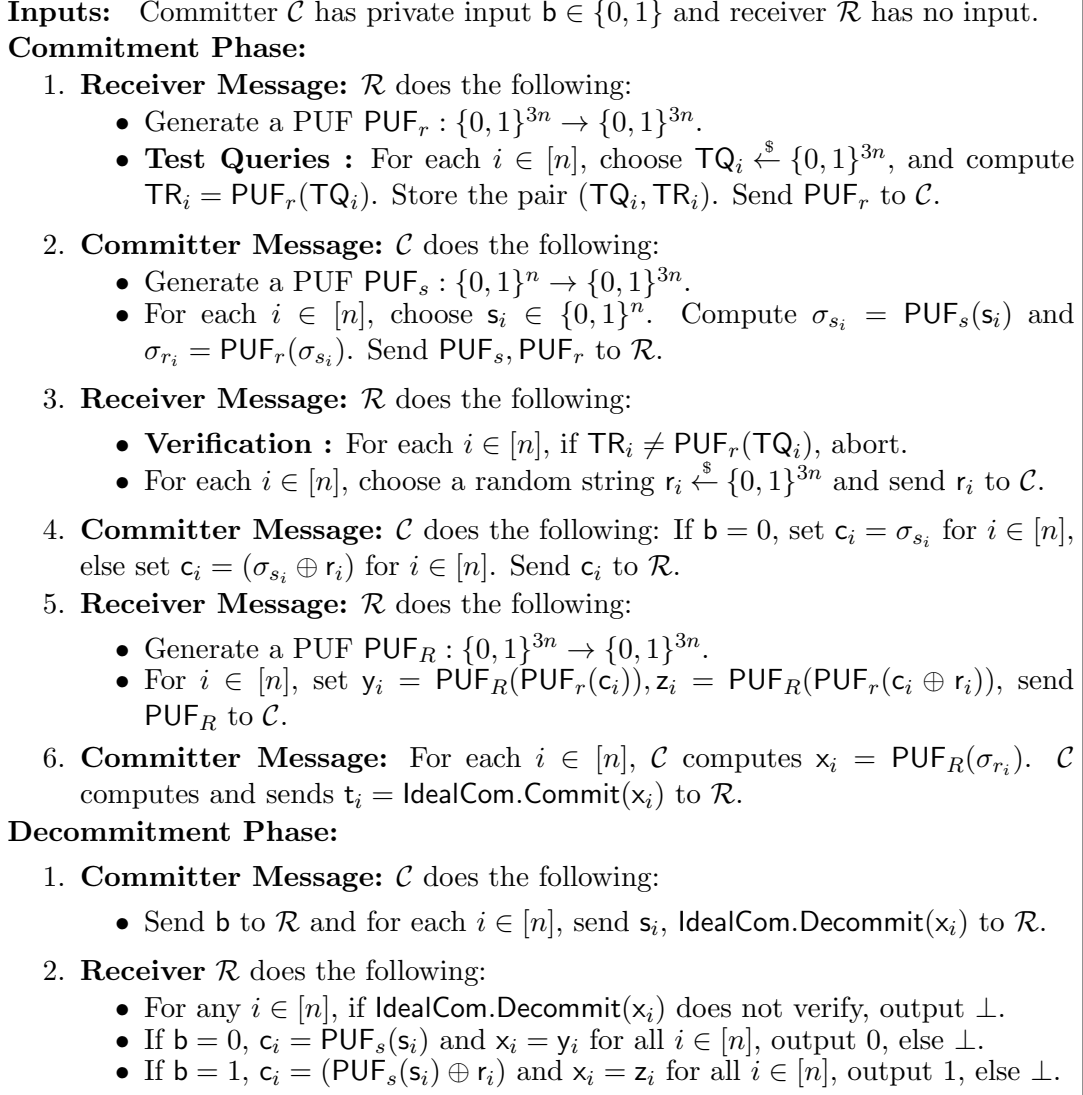 Inputs: Committer 𝒞 has private input b ∈ {0, 1} and receiver ℛ has no input.
Commitment Phase:
1. Receiver Message: ℛ does the following:
• Generate a PUF PUF_r : {0, 1}^{3n} → {0, 1}^{3n}.
• Test Queries : For each i ∈ [n], choose TQ_i ←$ {0, 1}^{3n}, and compute
TR_i = PUF_r(TQ_i). Store the pair (TQ_i, TR_i). Send PUF_r to 𝒞.
2. Committer Message: 𝒞 does the following:
• Generate a PUF PUF_s : {0, 1}^n → {0, 1}^{3n}.
• For each i ∈ [n], choose s_i ∈ {0, 1}^n. Compute σ_{s_i} = PUF_s(s_i) and
σ_{r_i} = PUF_r(σ_{s_i}). Send PUF_s, PUF_r to ℛ.
3. Receiver Message: ℛ does the following:
• Verification : For each i ∈ [n], if TR_i ≠ PUF_r(TQ_i), abort.
• For each i ∈ [n], choose a random string r_i ←$ {0, 1}^{3n} and send r_i to 𝒞.
4. Committer Message: 𝒞 does the following: If b = 0, set c_i = σ_{s_i} for i ∈ [n],
else set c_i = (σ_{s_i} ⊕ r_i) for i ∈ [n]. Send c_i to ℛ.
5. Receiver Message: ℛ does the following:
• Generate a PUF PUF_R : {0, 1}^{3n} → {0, 1}^{3n}.
• For i ∈ [n], set y_i = PUF_R(PUF_r(c_i)), z_i = PUF_R(PUF_r(c_i ⊕ r_i)), send
PUF_R to 𝒞.
6. Committer Message: For each i ∈ [n], 𝒞 computes x_i = PUF_R(σ_{r_i}). 𝒞
computes and sends t_i = IdealCom.Commit(x_i) to ℛ.
Decommitment Phase:
1. Committer Message: 𝒞 does the following:
• Send b to ℛ and for each i ∈ [n], send s_i, IdealCom.Decommit(x_i) to ℛ.
2. Receiver ℛ does the following:
• For any i ∈ [n], if IdealCom.Decommit(x_i) does not verify, output ⊥.
• If b = 0, c_i = PUF_s(s_i) and x_i = y_i for all i ∈ [n], output 0, else ⊥.
• If b = 1, c_i = (PUF_s(s_i) ⊕ r_i) and x_i = z_i for all i ∈ [n], output 1, else ⊥.